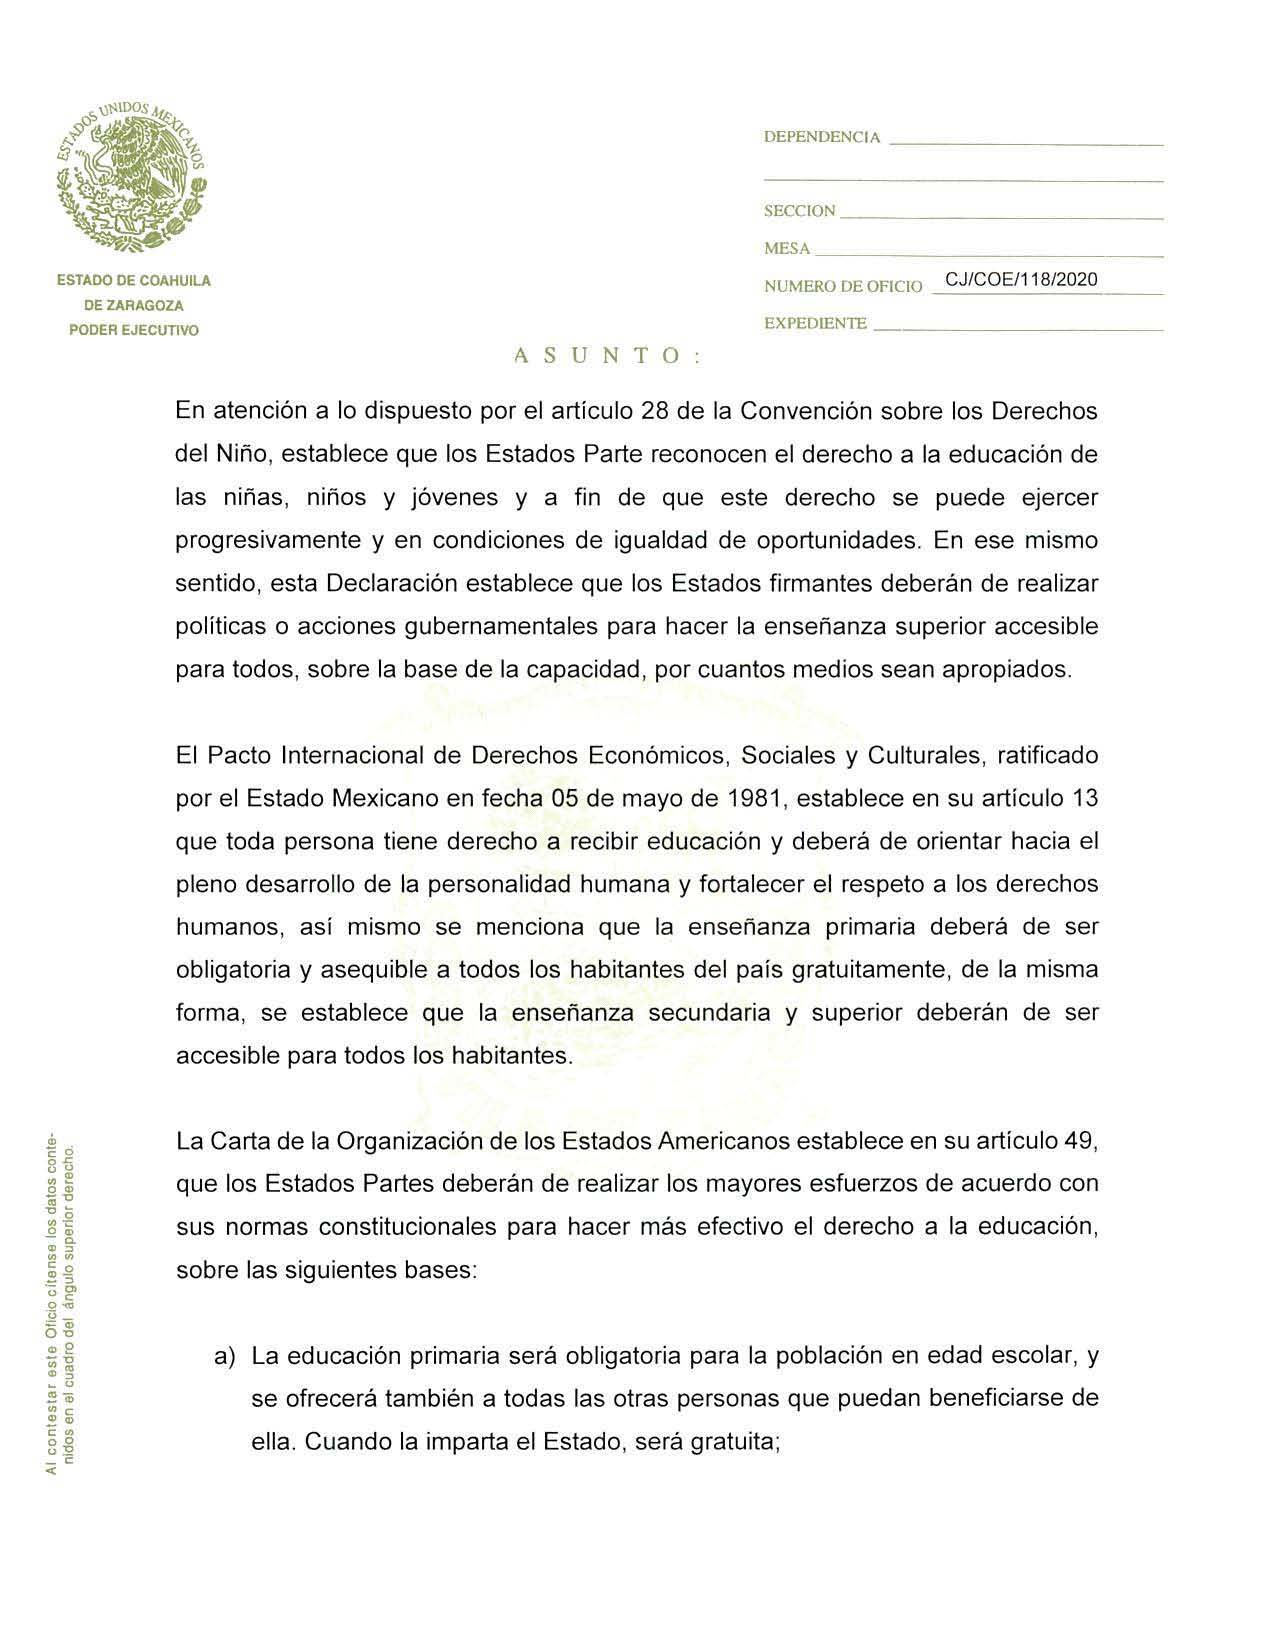 ESTADOS UNIDOS MEXICANOS
ESTADO DE COAHUILA
DE ZARAGOZA
PODER EJECUTIVO
DEPENDENCIA
SECCION
MESA
NUMERO DE OFICIO CJ/COE/118/2020
EXPEDIENTE
A S U N T O :
En atención a lo dispuesto por el artículo 28 de la Convención sobre los Derechos
del Niño, establece que los Estados Parte reconocen el derecho a la educación de
las niñas, niños y jóvenes y a fin de que este derecho se puede ejercer
progresivamente y en condiciones de igualdad de oportunidades. En ese mismo
sentido, esta Declaración establece que los Estados firmantes deberán de realizar
políticas o acciones gubernamentales para hacer la enseñanza superior accesible
para todos, sobre la base de la capacidad, por cuantos medios sean apropiados.
El Pacto Internacional de Derechos Económicos, Sociales y Culturales, ratificado
por el Estado Mexicano en fecha 05 de mayo de 1981, establece en su artículo 13
que toda persona tiene derecho a recibir educación y deberá de orientar hacia el
pleno desarrollo de la personalidad humana y fortalecer el respeto a los derechos
humanos, así mismo se menciona que la enseñanza primaria deberá de ser
obligatoria y asequible a todos los habitantes del país gratuitamente, de la misma
forma, se establece que la enseñanza secundaria y superior deberán de ser
accesible para todos los habitantes.
La Carta de la Organización de los Estados Americanos establece en su artículo 49,
que los Estados Partes deberán de realizar los mayores esfuerzos de acuerdo con
sus normas constitucionales para hacer más efectivo el derecho a la educación,
sobre las siguientes bases:
a) La educación primaria será obligatoria para la población en edad escolar, y
se ofrecerá también a todas las otras personas que puedan beneficiarse de
ella. Cuando la imparta el Estado, será gratuita;
Al contestar este Oficio cítense los datos conte-
nidos en el cuadro del ángulo superior derecho.